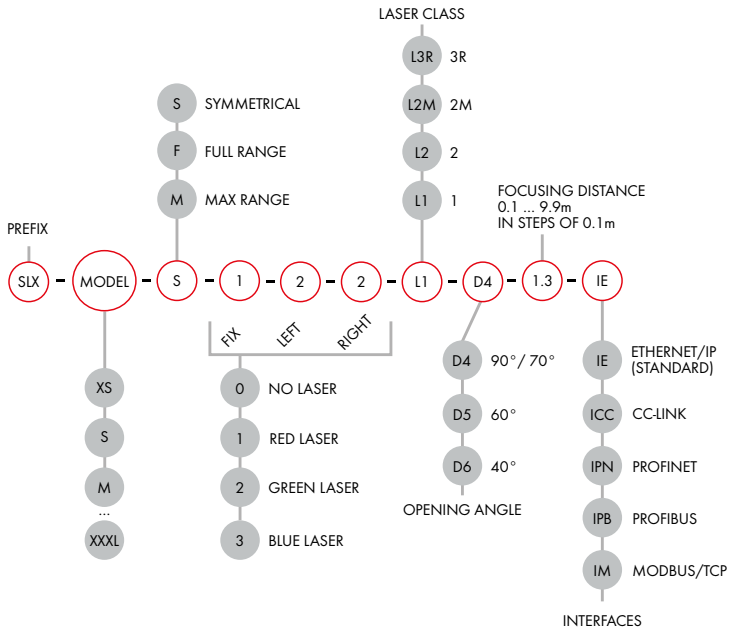 LASER CLASS
L3R 3R
S SYMMETRICAL
L2M 2M
F FULL RANGE
L2 2
M MAX RANGE
L1 1
FOCUSING DISTANCE
0.1 ... 9.9m
IN STEPS OF 0.1m
PREFIX
SLX - MODEL - S - 1 - 2 - 2 - L1 - D4 - 1.3 - IE
FIX LEFT RIGHT
XS
S
M
...
XXXL
0 NO LASER
1 RED LASER
2 GREEN LASER
3 BLUE LASER
D4 90°/ 70°
D5 60°
D6 40°
OPENING ANGLE
IE ETHERNET/IP
(STANDARD)
ICC CC-LINK
IPN PROFINET
IPB PROFIBUS
IM MODBUS/TCP
INTERFACES